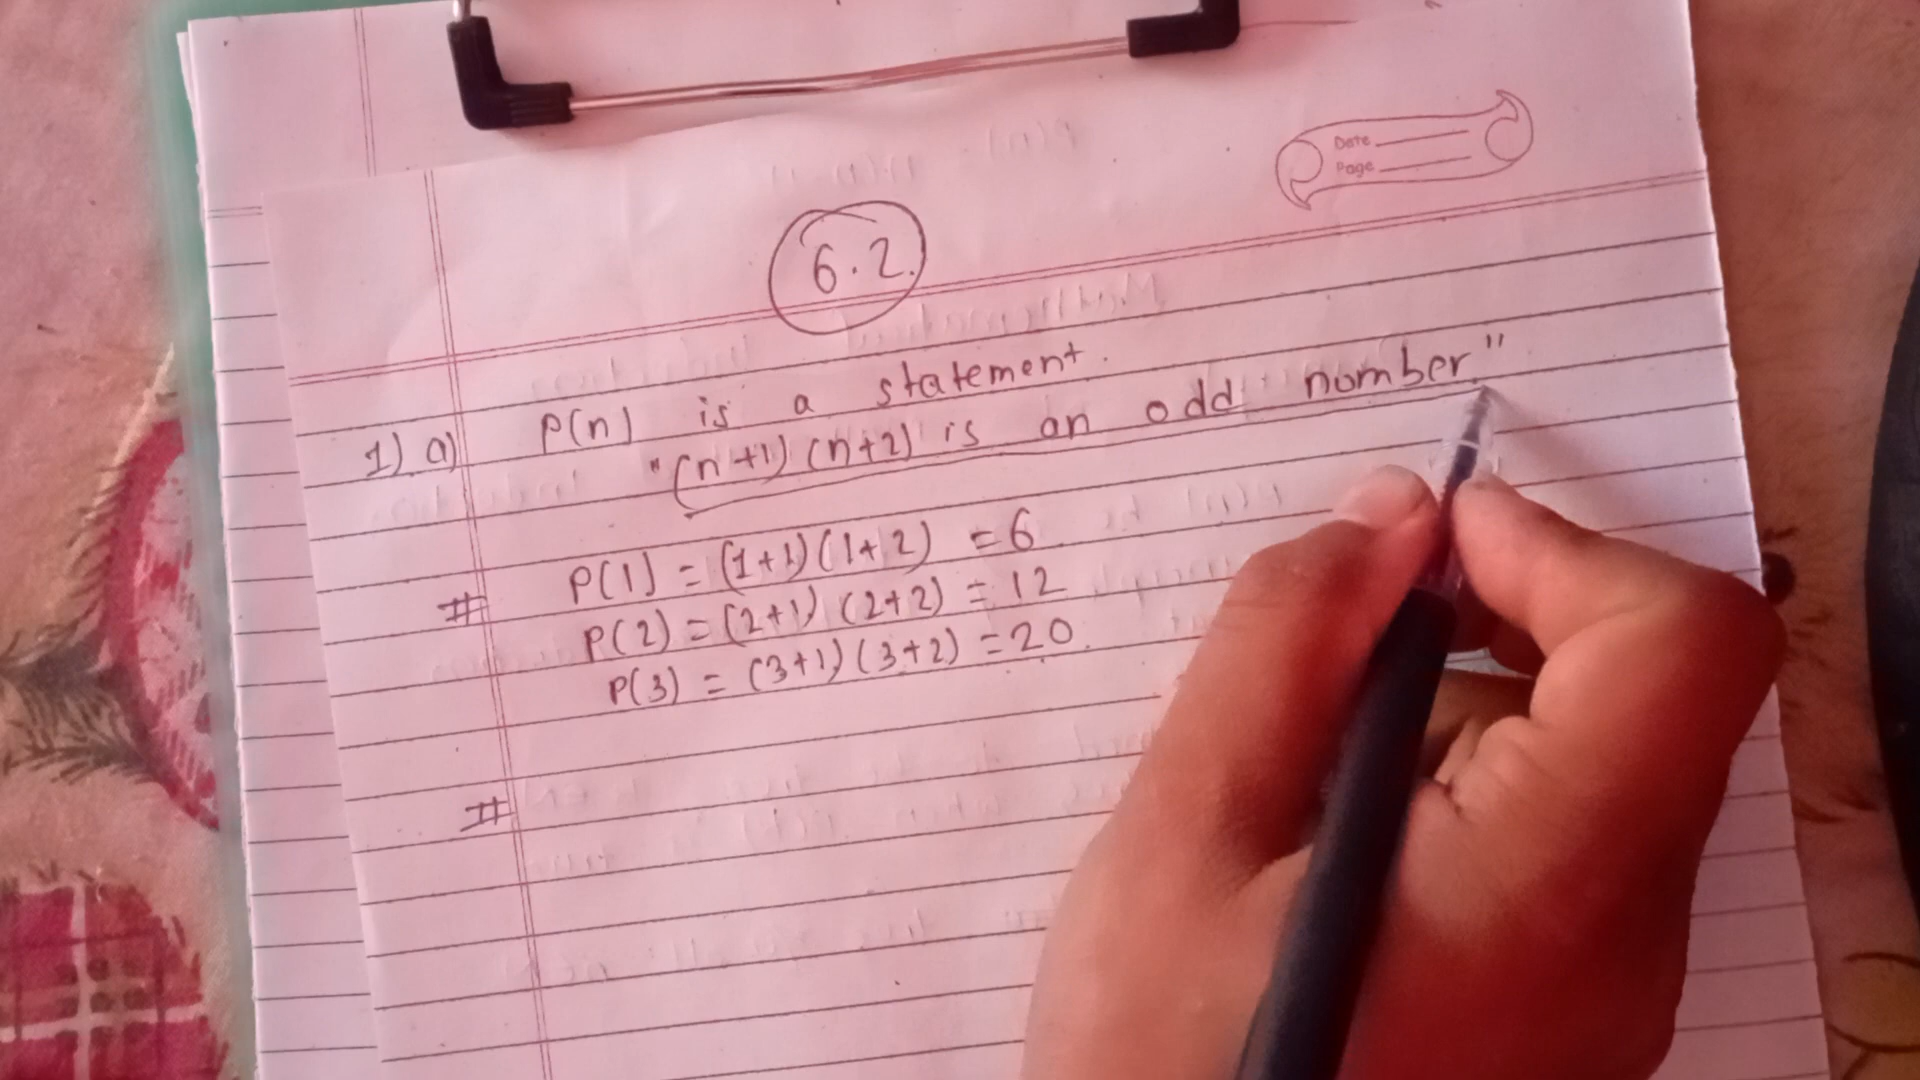 Date
Page
6.2.
1) a) P(n) is a statement.
"(n+1) (n+2) is an odd number"
# P(1) = (1+1) (1+2) = 6
P(2) = (2+1) (2+2) = 12
P(3) = (3+1) (3+2) = 20.
#